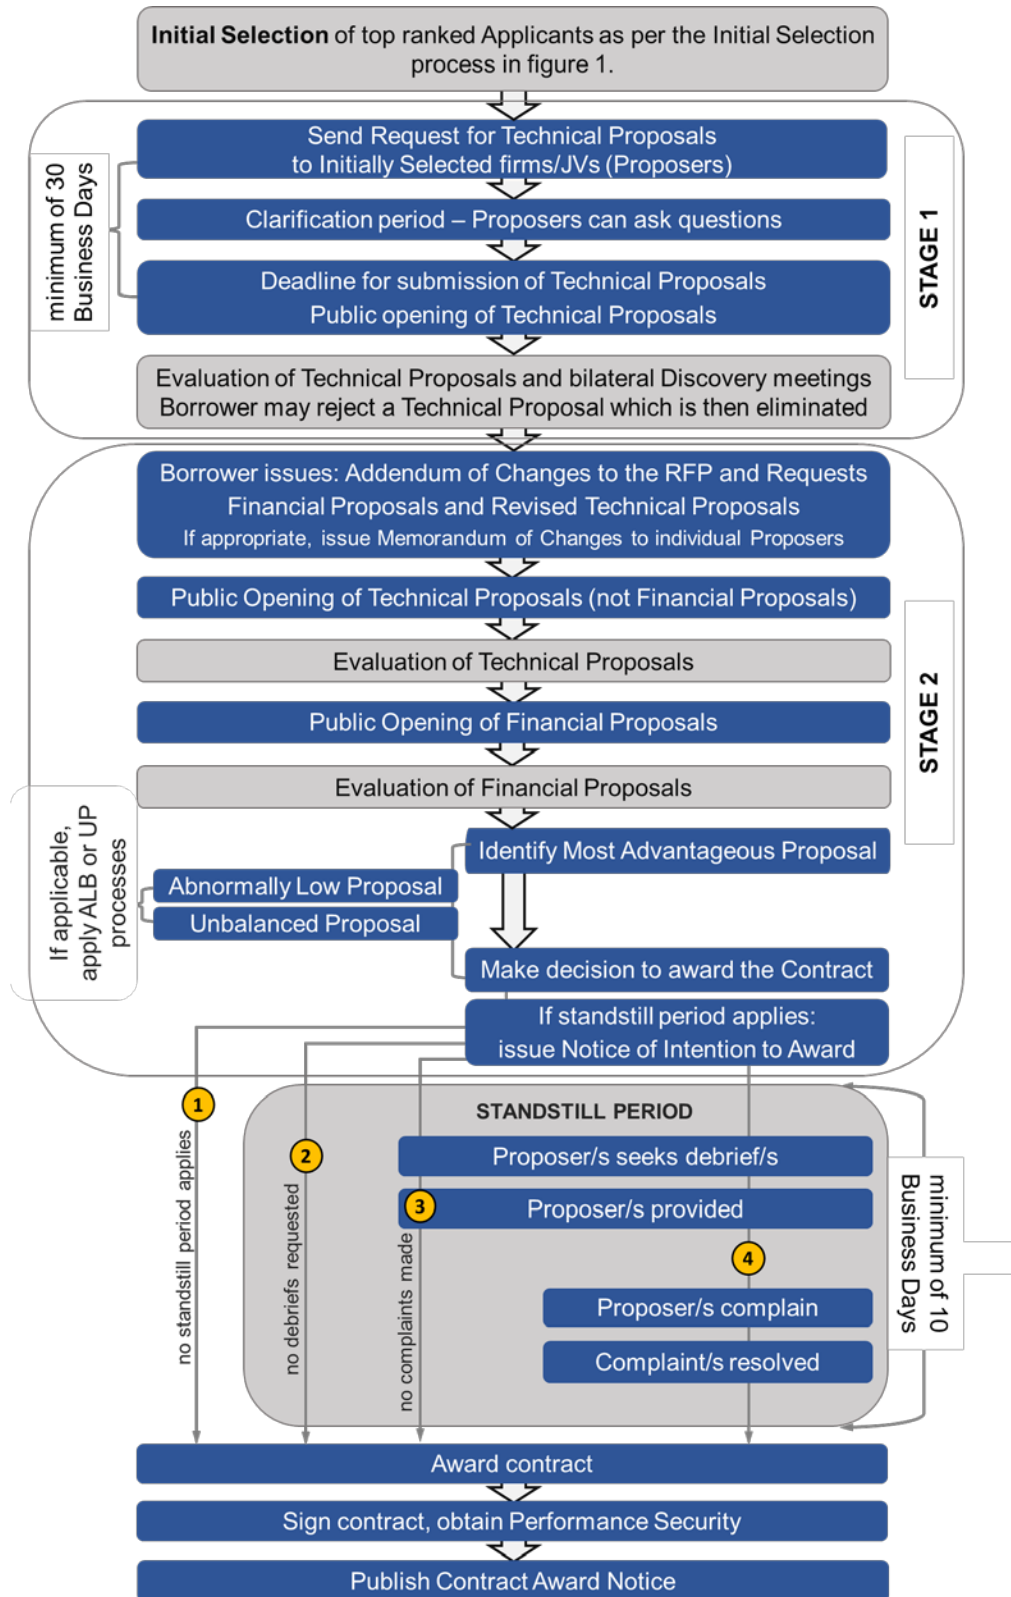 Initial Selection of top ranked Applicants as per the Initial Selection
process in figure 1.
Send Request for Technical Proposals
to Initially Selected firms/JVs (Proposers)
Clarification period – Proposers can ask questions
Deadline for submission of Technical Proposals
Public opening of Technical Proposals
minimum of 30
Business Days
STAGE 1
Evaluation of Technical Proposals and bilateral Discovery meetings
Borrower may reject a Technical Proposal which is then eliminated
Borrower issues: Addendum of Changes to the RFP and Requests
Financial Proposals and Revised Technical Proposals
If appropriate, issue Memorandum of Changes to individual Proposers
Public Opening of Technical Proposals (not Financial Proposals)
Evaluation of Technical Proposals
Public Opening of Financial Proposals
Evaluation of Financial Proposals
STAGE 2
Identify Most Advantageous Proposal
If applicable,
apply ALB or UP
processes
Abnormally Low Proposal
Unbalanced Proposal
Make decision to award the Contract
If standstill period applies:
issue Notice of Intention to Award
STANDSTILL PERIOD
1
no standstill period applies
2
no debriefs requested
3
no complaints made
Proposer/s seeks debrief/s
Proposer/s provided
4
Proposer/s complain
Complaint/s resolved
minimum of 10
Business Days
Award contract
Sign contract, obtain Performance Security
Publish Contract Award Notice